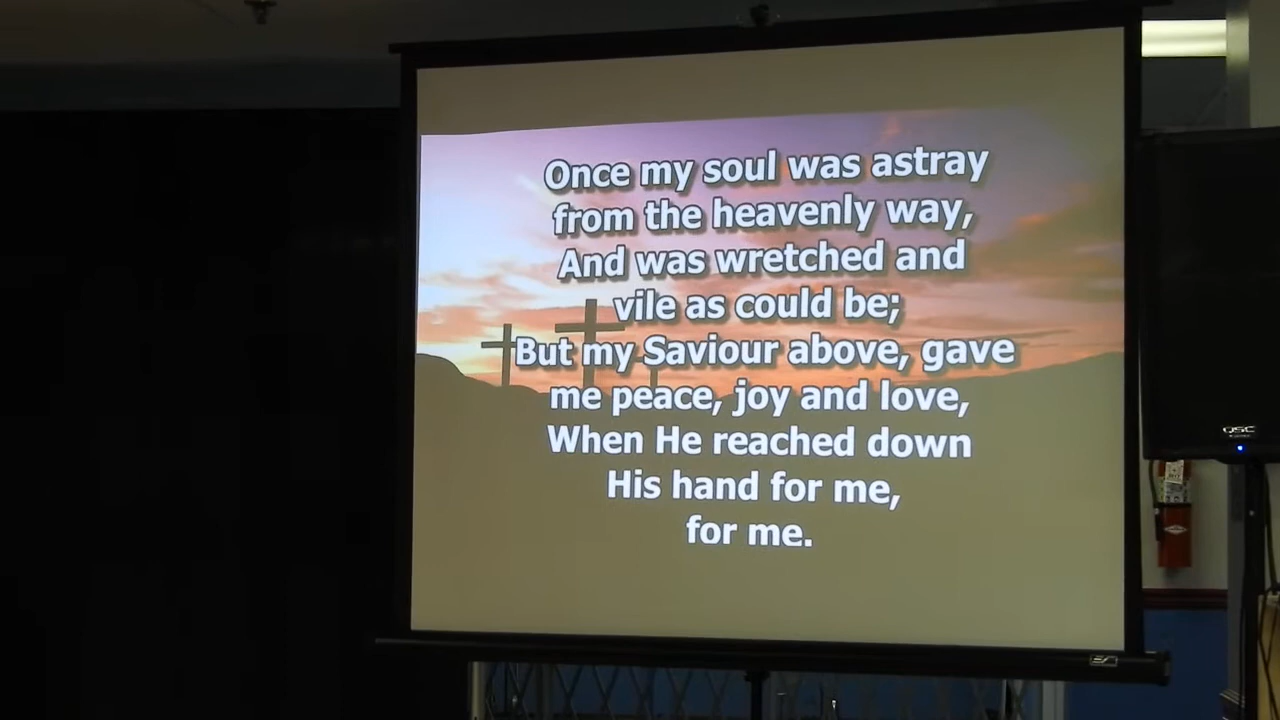 Once my soul was astray
from the heavenly way,
And was wretched and
vile as could be;
But my Saviour above, gave
me peace, joy and love,
When He reached down
His hand for me,
for me.
QSC